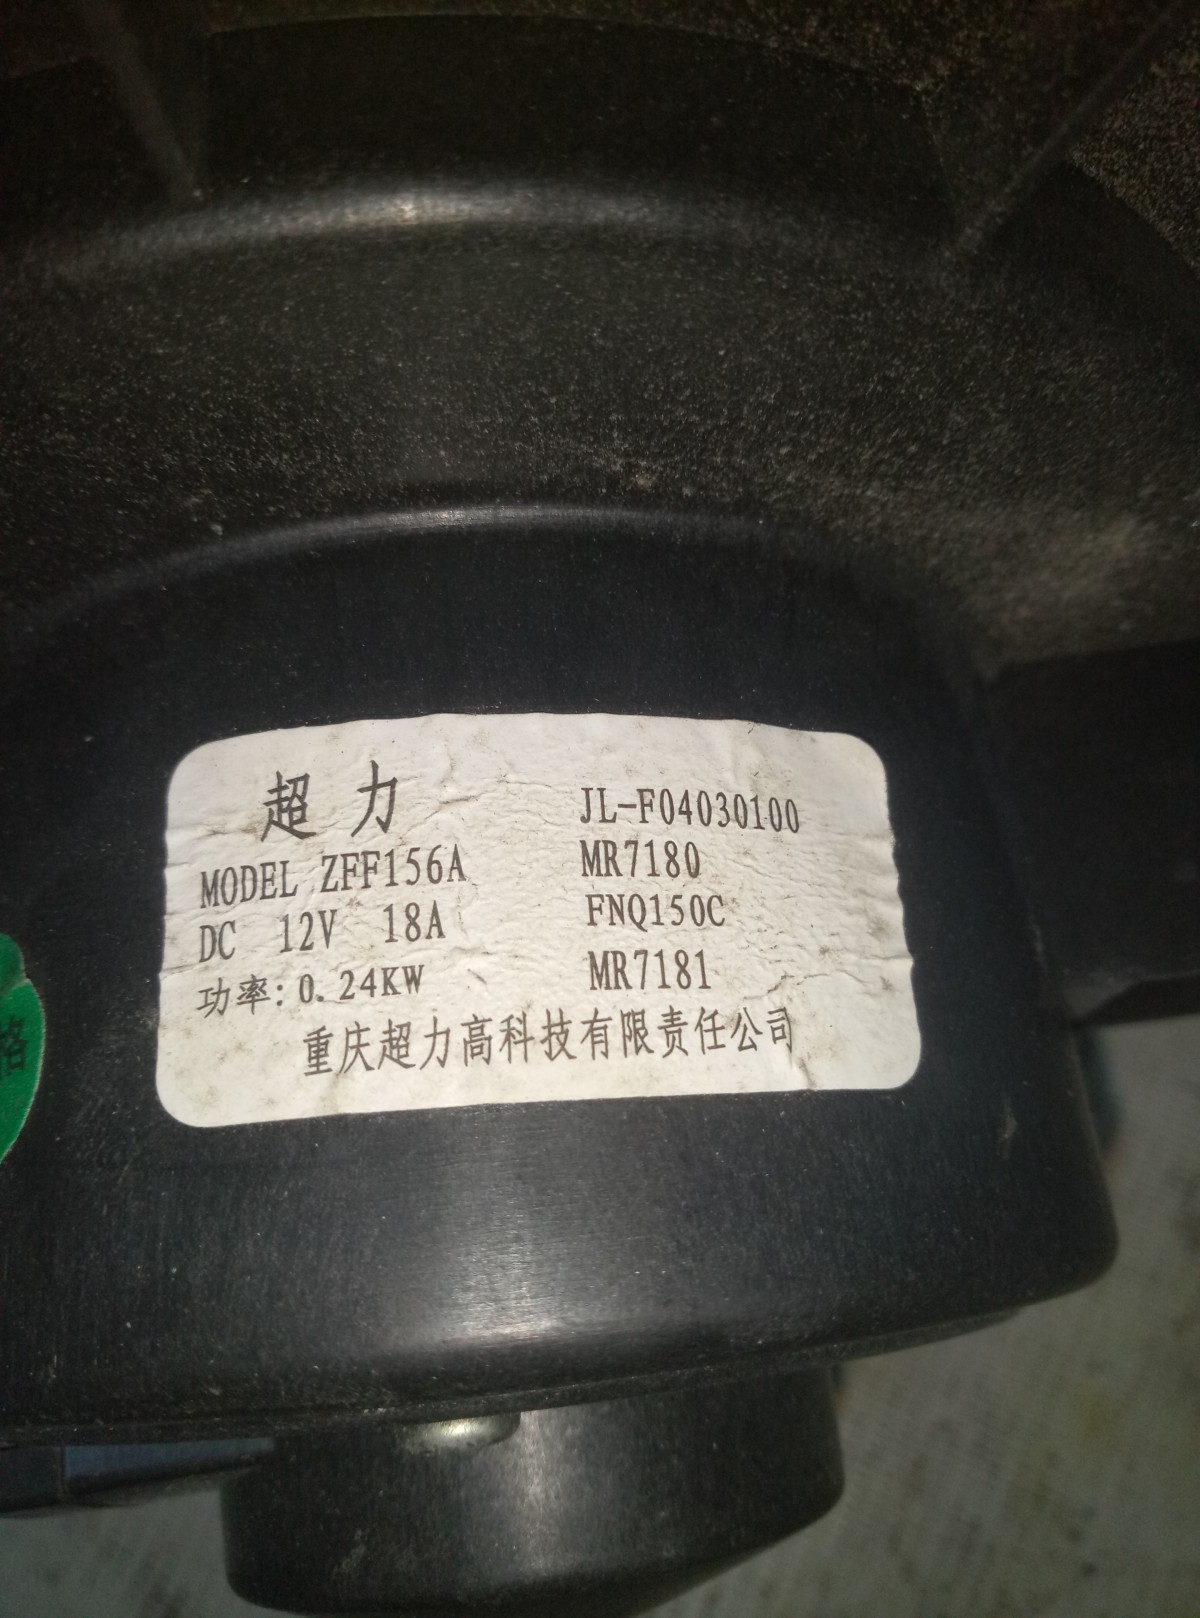 超力
JL-F04030100
MODEL ZFF156A
MR7180
DC 12V 18A
FNQ150C
功率:0.24KW
MR7181
重庆超力高科技有限责任公司
格